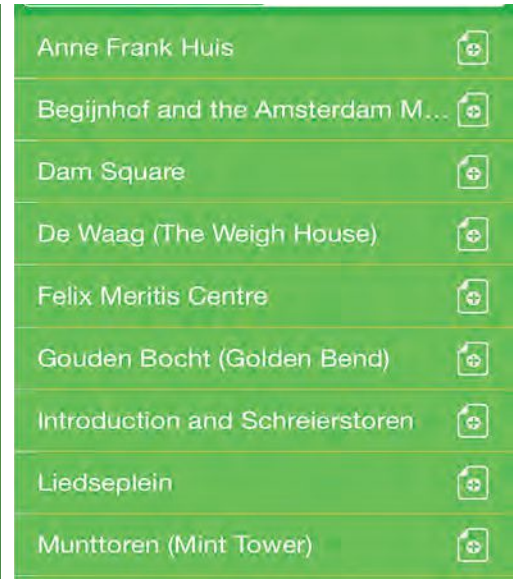 Anne Frank Huis
Begijnhof and the Amsterdam M...
Dam Square
De Waag (The Weigh House)
Felix Meritis Centre
Gouden Bocht (Golden Bend)
Introduction and Schreierstoren
Liedseplein
Munttoren (Mint Tower)